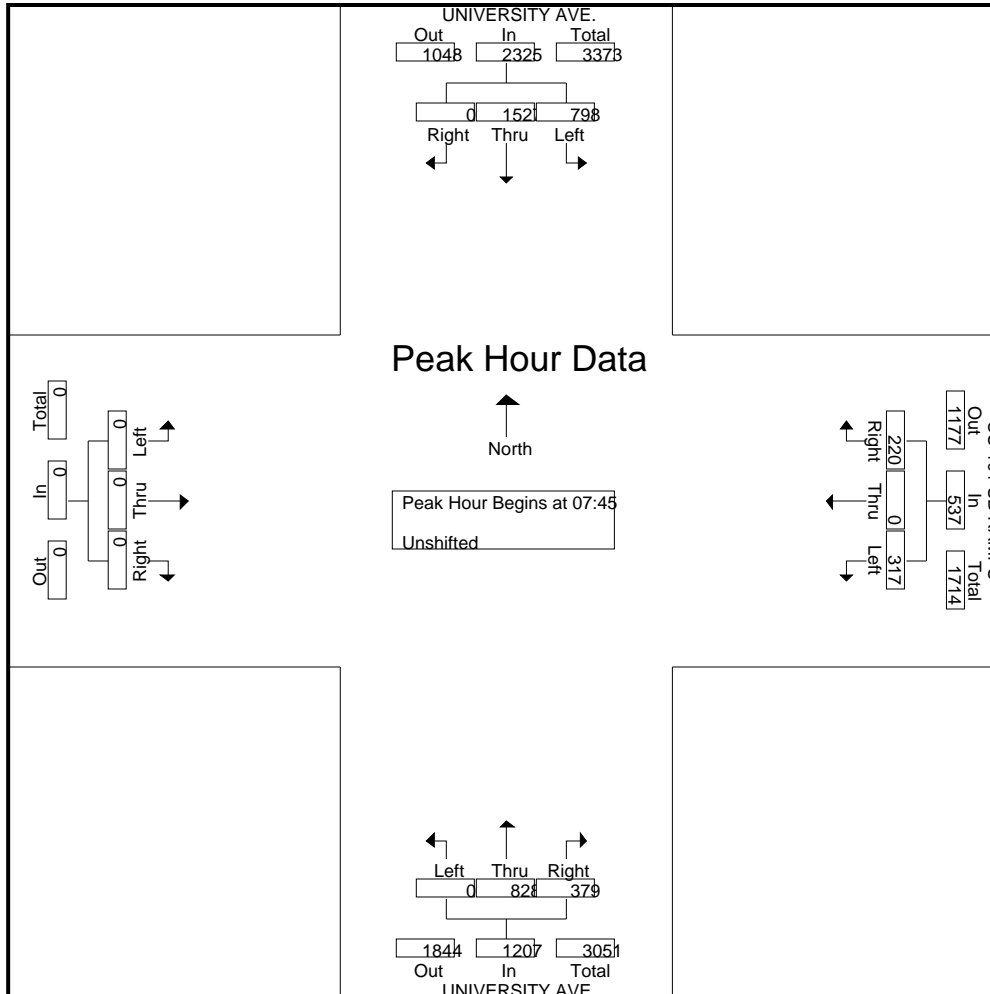 UNIVERSITY AVE.
Out In Total
1048 2325 3373
0 1527 798
Right Thru Left
Peak Hour Data
North
Peak Hour Begins at 07:45
Unshifted
Total In Out
0 0 0
0 0 0
Left Thru Right
Out In Total
1177 537 1714
220 0 317
Right Thru Left
Left Thru Right
0 828 379
1844 1207 3051
Out In Total
UNIVERSITY AVE.